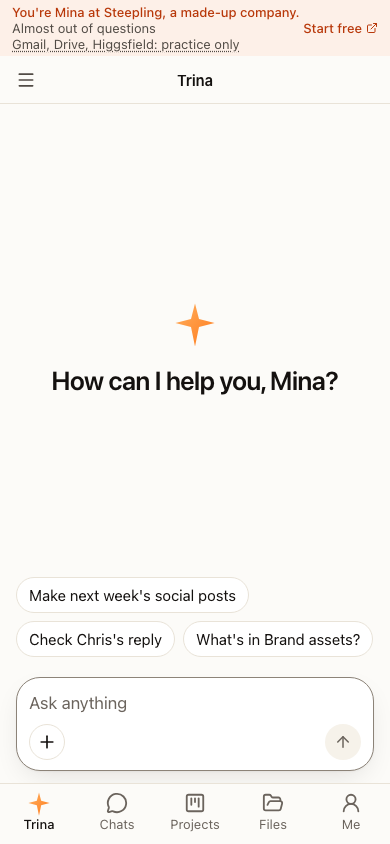 You're Mina at Steepling, a made-up company.
Almost out of questions
Start free
Gmail, Drive, Higgsfield: practice only
Trina
How can I help you, Mina?
Make next week's social posts
Check Chris's reply
What's in Brand assets?
Ask anything
Trina
Chats
Projects
Files
Me